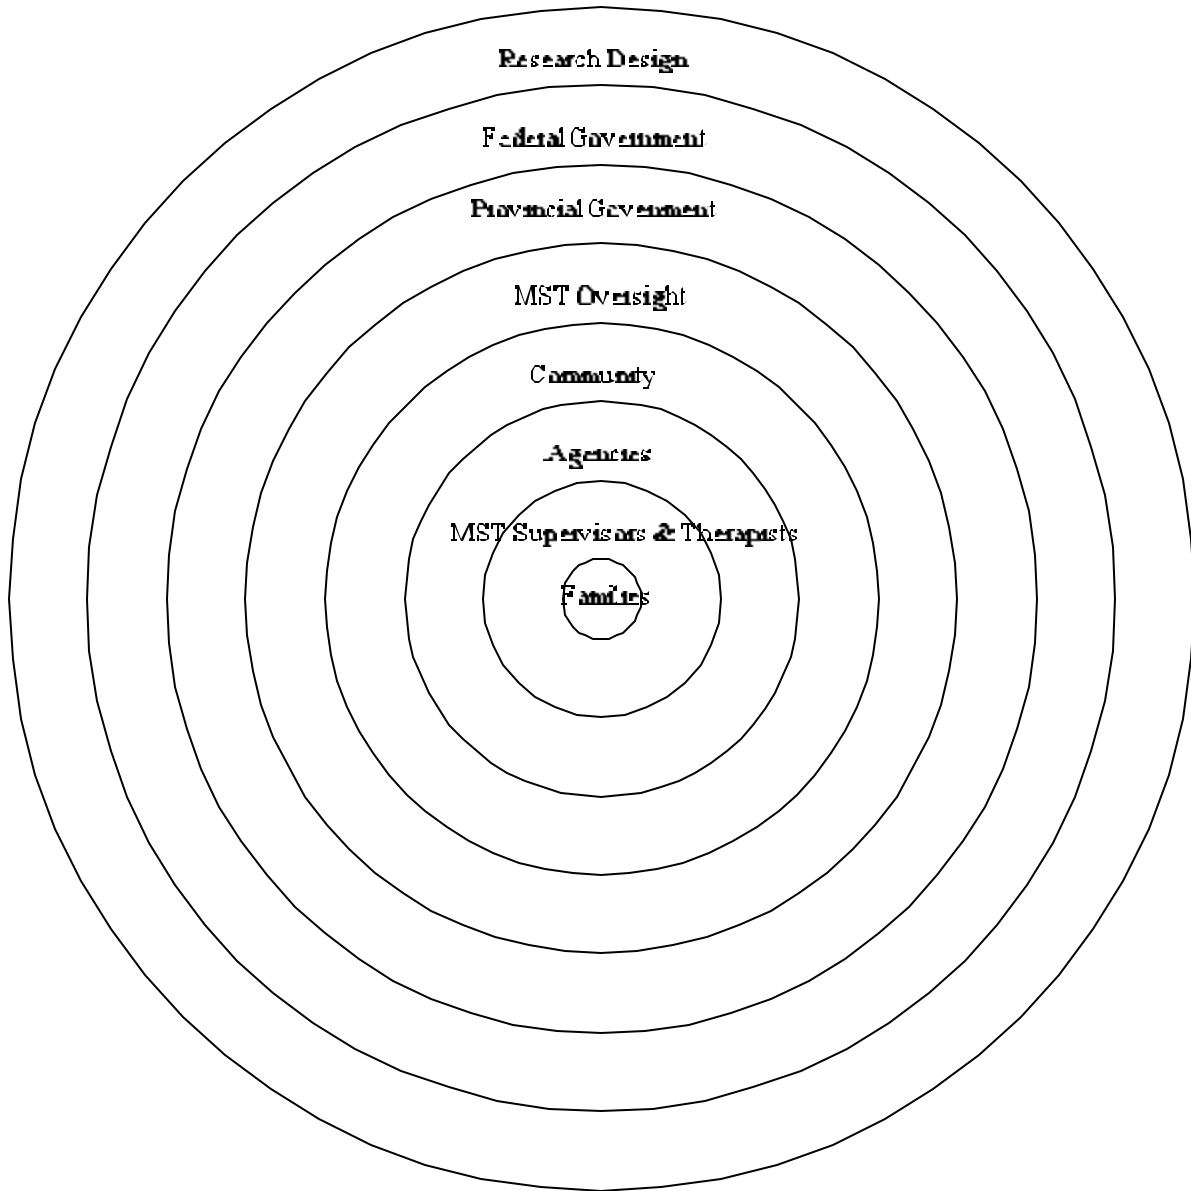 Research Design
Federal Government
Provincial Government
MST Oversight
Community
Agencies
MST Supervisors & Therapists
Families